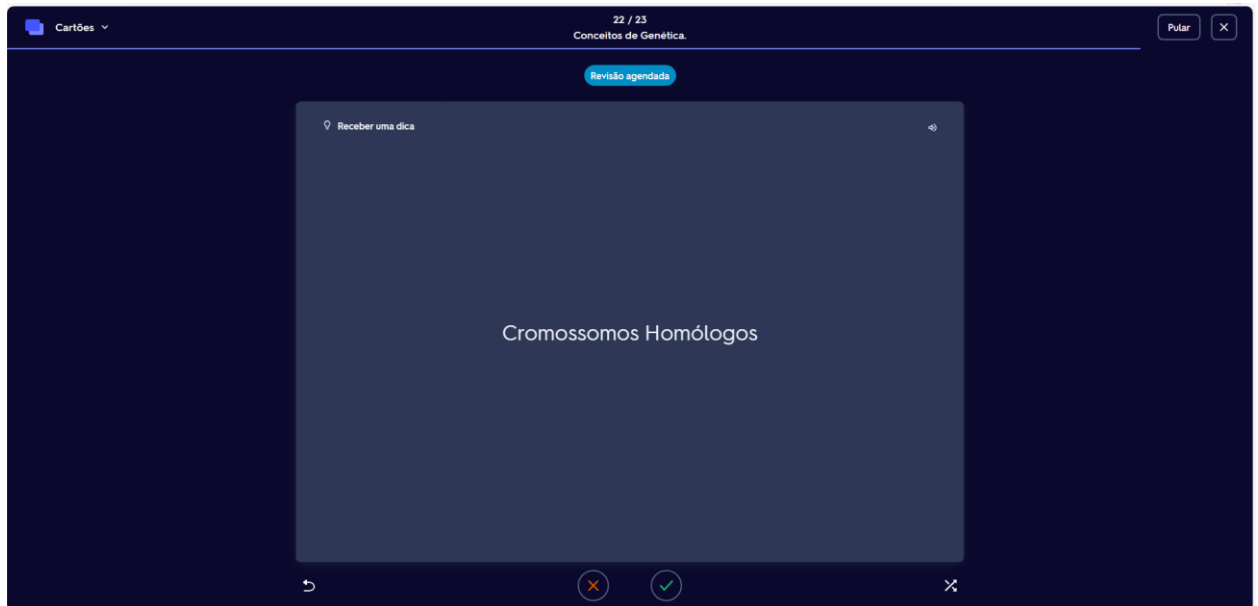 Cartões
22 / 23
Conceitos de Genética.
Pular
Revisão agendada
Receber uma dica
Cromossomos Homólogos